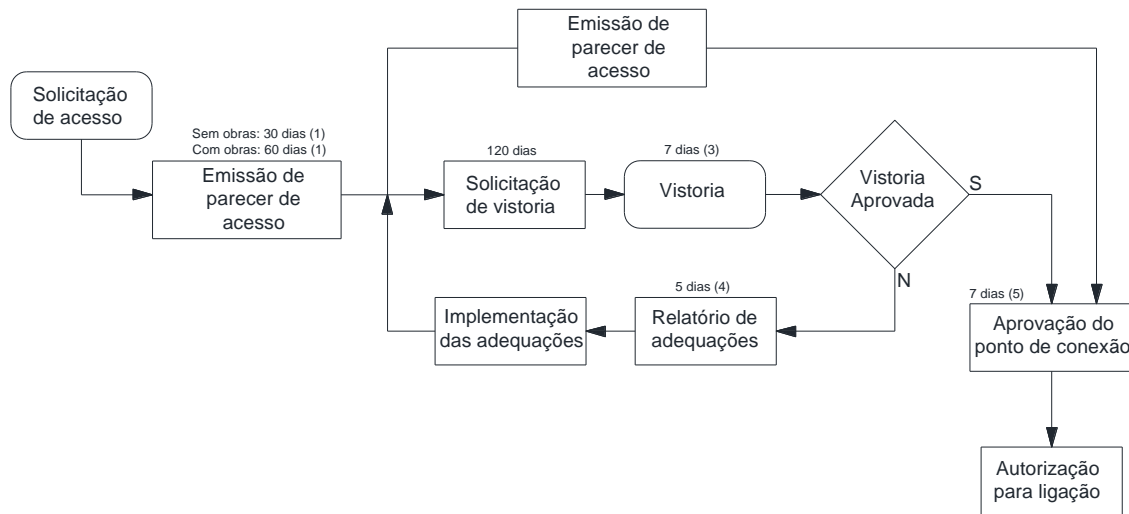 Emissão de
parecer de
acesso
Solicitação
de acesso
Sem obras: 30 dias (1)
Com obras: 60 dias (1)
Emissão de
parecer de
acesso
120 dias
Solicitação
de vistoria
7 dias (3)
Vistoria
Vistoria
Aprovada
S
N
5 dias (4)
Relatório de
adequações
Implementação
das adequações
7 dias (5)
Aprovação do
ponto de conexão
Autorização
para ligação